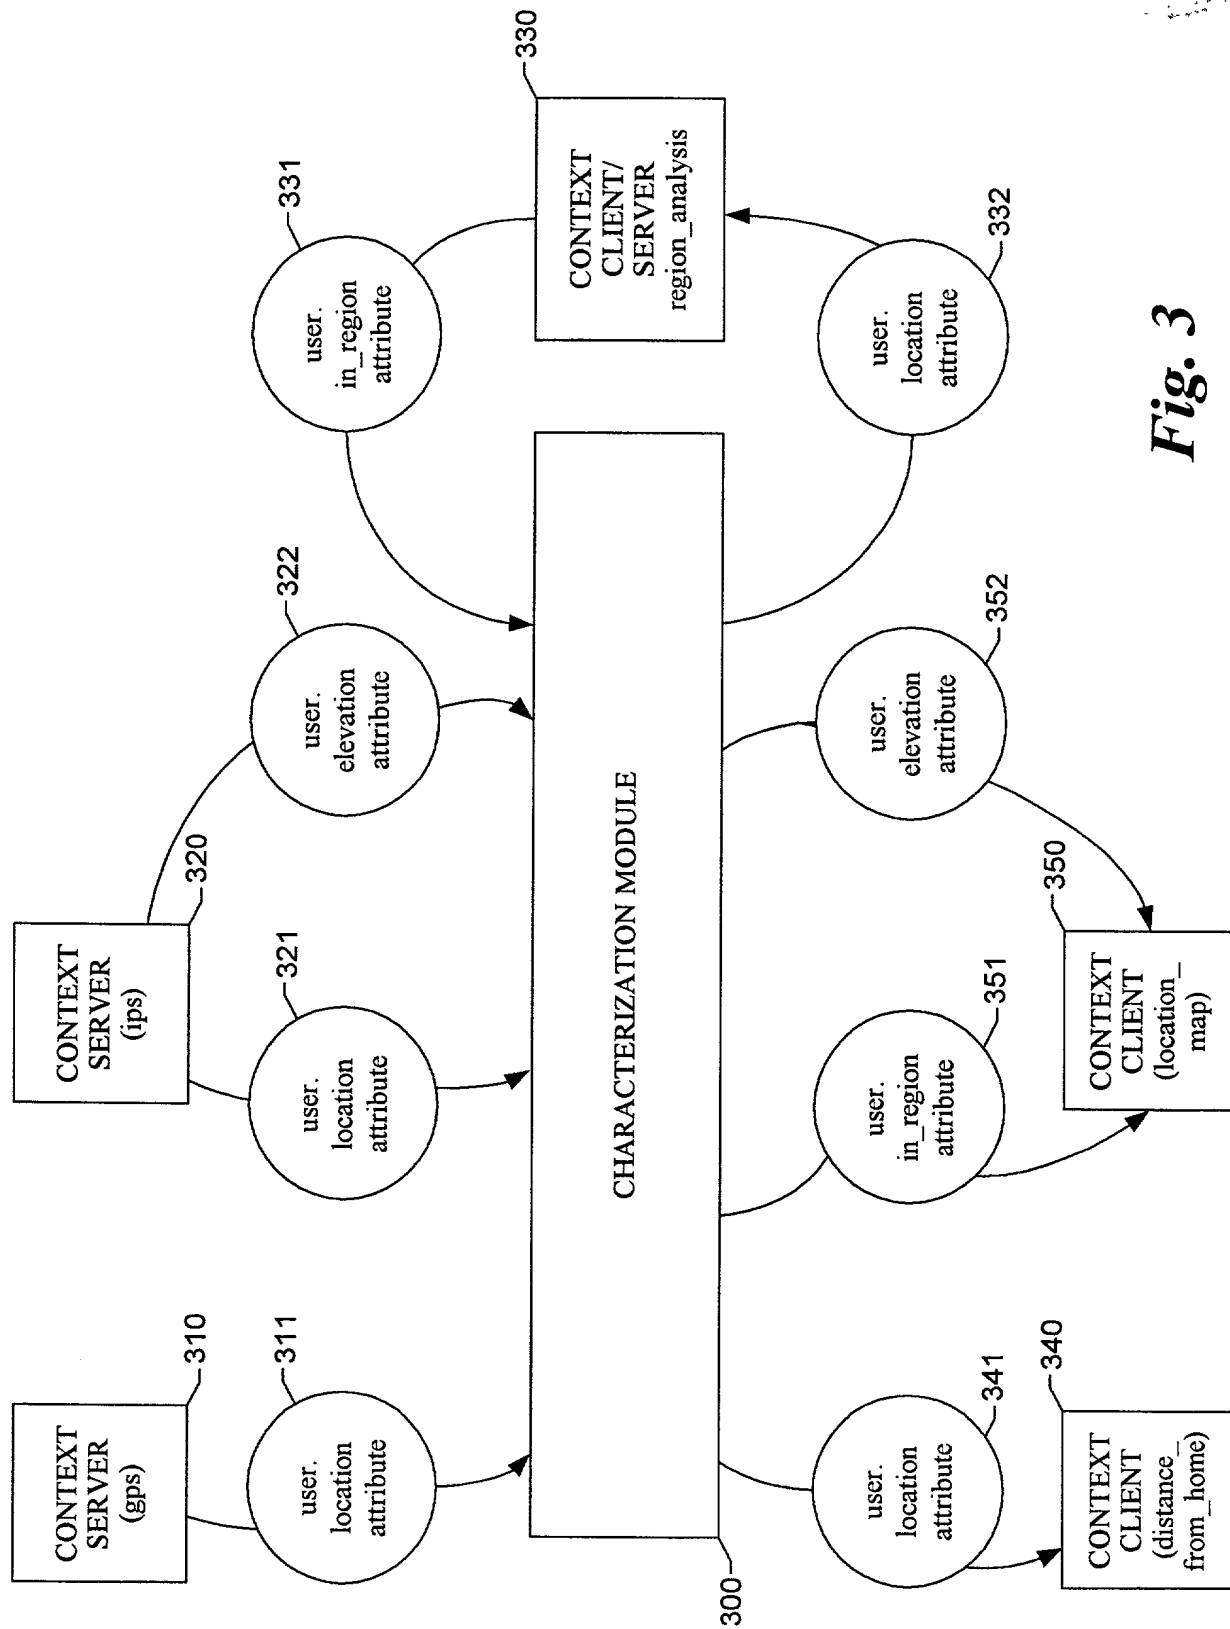 CONTEXT
SERVER
(gps)
310
311
user.
location
attribute
CONTEXT
SERVER
(ips)
320
321
user.
location
attribute
322
user.
elevation
attribute
331
user.
in_region
attribute
330
CONTEXT
CLIENT/
SERVER
region_analysis
CHARACTERIZATION MODULE
300
user.
location
attribute
341
340
CONTEXT
CLIENT
(distance_
from_home)
user.
in_region
attribute
351
350
CONTEXT
CLIENT
(location_
map)
user.
elevation
attribute
352
user.
location
attribute
332
Fig. 3